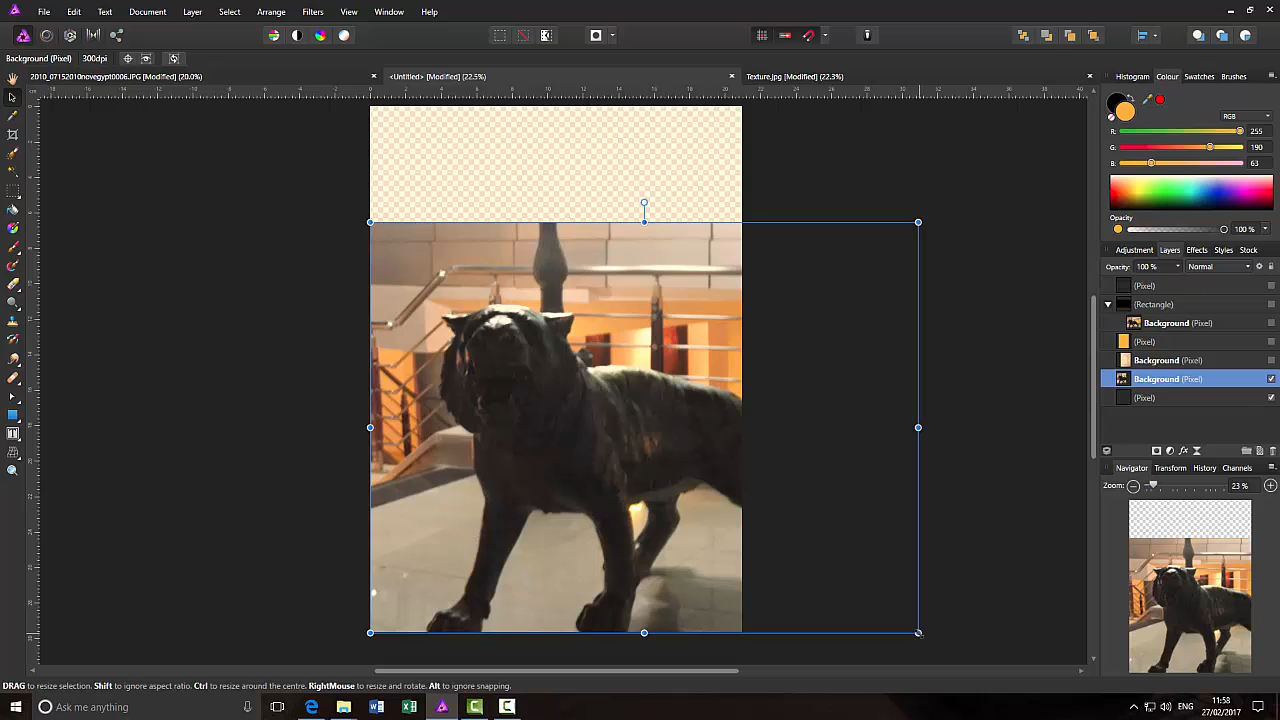 File Edit Text Document Layer Select Arrange Filters View Window Help
Background (Pixel) 300dpi
2010_07152010novegypt0006.JPG [Modified] (20.0%) <Untitled> [Modified] (22.5%) Texture.jpg [Modified] (22.3%)
Histogram Colour Swatches Brushes
RGB
R: 255
G: 190
B: 63
Opacity
100 %
Adjustment Layers Effects Styles Stock
Opacity: 100 % Normal
(Pixel)
(Rectangle)
Background (Pixel)
(Pixel)
Background (Pixel)
Background (Pixel)
(Pixel)
Navigator Transform History Channels
Zoom: 23 %
DRAG to resize selection. Shift to ignore aspect ratio. Ctrl to resize around the centre. RightMouse to resize and rotate. Alt to ignore snapping.
Ask me anything
ENG
11:58
27/02/2017